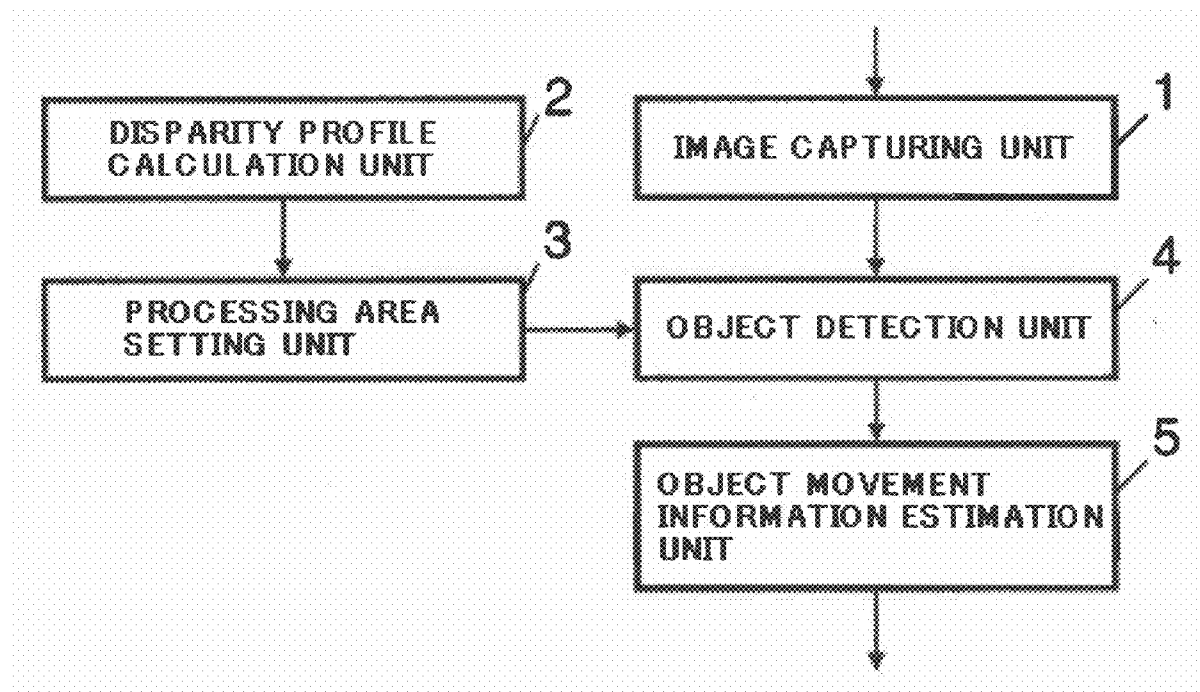 2
DISPARITY PROFILE
CALCULATION UNIT
1
IMAGE CAPTURING UNIT
3
PROCESSING AREA
SETTING UNIT
4
OBJECT DETECTION UNIT
5
OBJECT MOVEMENT
INFORMATION ESTIMATION
UNIT